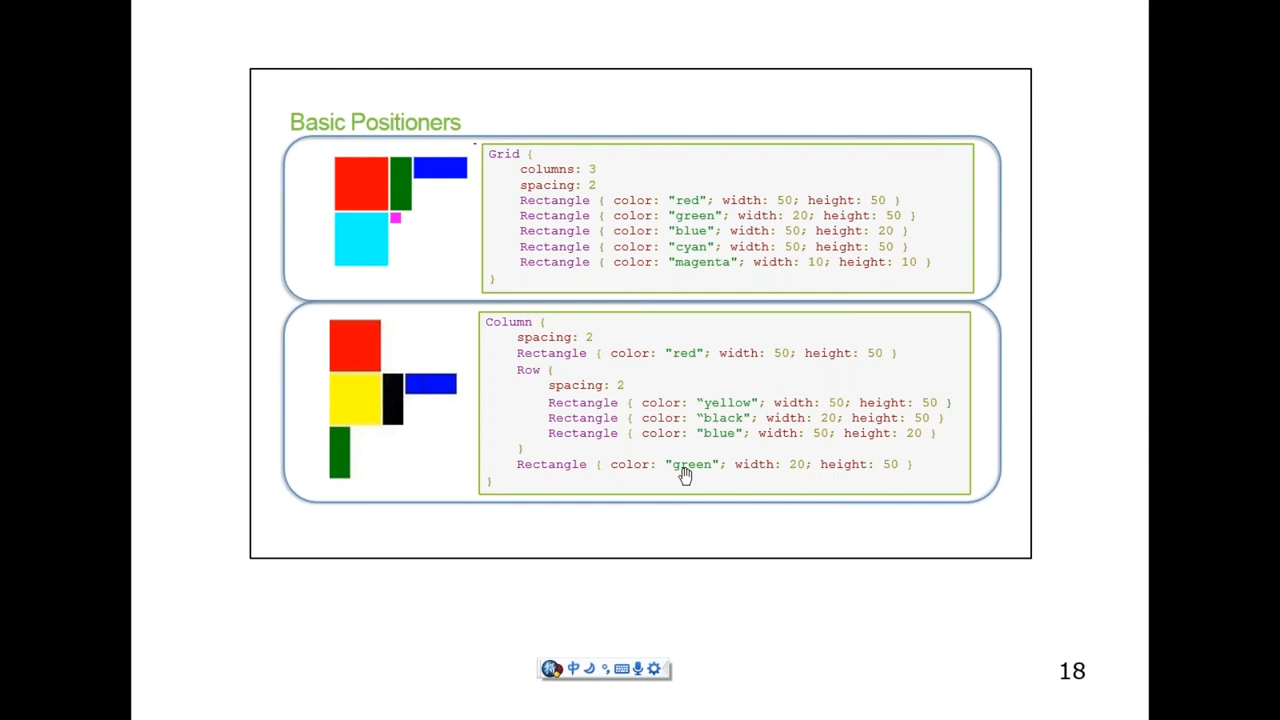 Basic Positioners
Grid {
columns: 3
spacing: 2
Rectangle { color: "red"; width: 50; height: 50 }
Rectangle { color: "green"; width: 20; height: 50 }
Rectangle { color: "blue"; width: 50; height: 20 }
Rectangle { color: "cyan"; width: 50; height: 50 }
Rectangle { color: "magenta"; width: 10; height: 10 }
}
Column {
spacing: 2
Rectangle { color: "red"; width: 50; height: 50 }
Row {
spacing: 2
Rectangle { color: “yellow"; width: 50; height: 50 }
Rectangle { color: “black"; width: 20; height: 50 }
Rectangle { color: "blue"; width: 50; height: 20 }
}
Rectangle { color: "green"; width: 20; height: 50 }
}
中
18